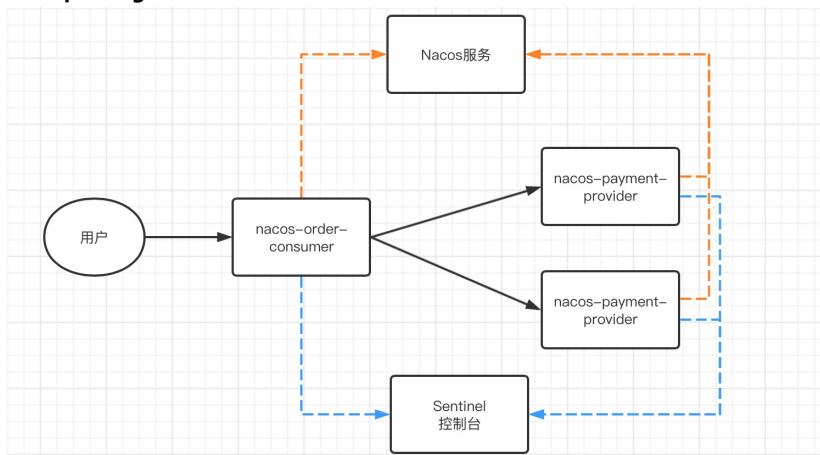 Nacos服务
nacos-payment-
provider
用户
nacos-order-
consumer
nacos-payment-
provider
Sentinel
控制台